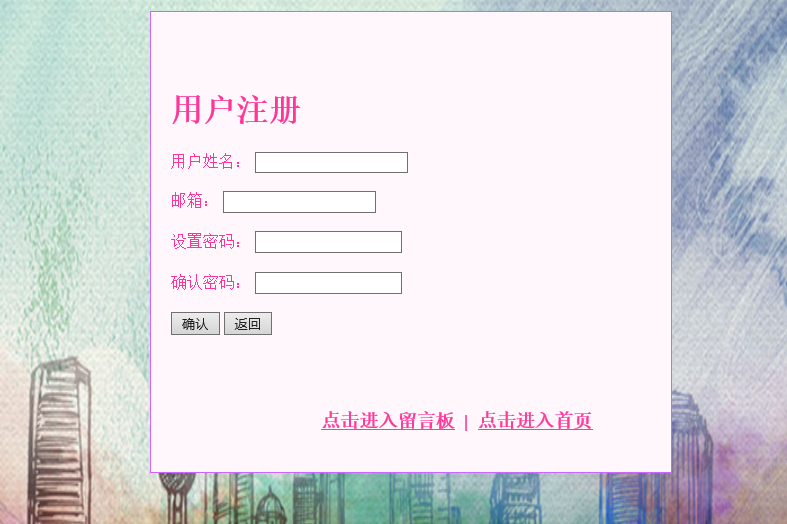 用户注册
用户姓名：
邮箱：
设置密码：
确认密码：
确认 返回
点击进入留言板 | 点击进入首页